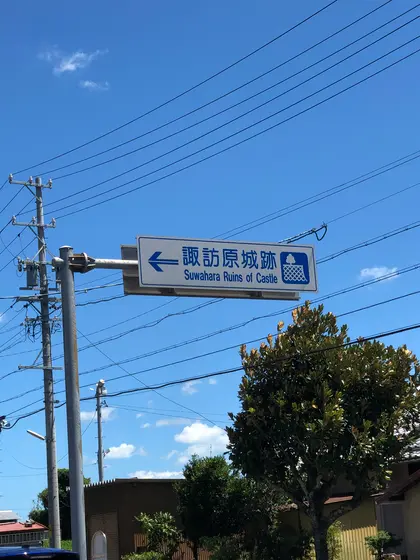 諏訪原城跡
Suwahara Ruins of Castle